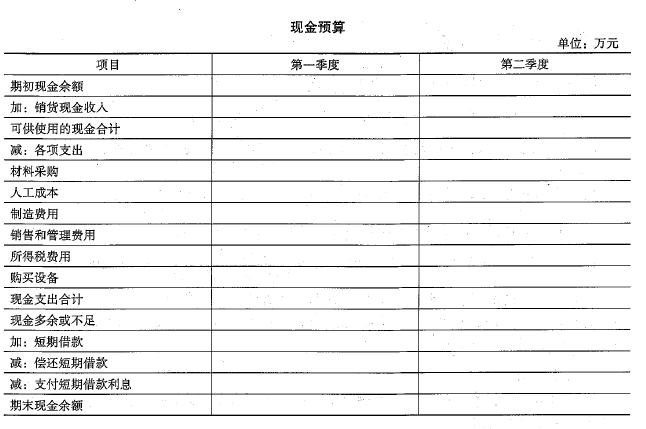 现金预算
单位：万元
项目 第一季度 第二季度
期初现金余额
加：销货现金收入
可供使用的现金合计
减：各项支出
材料采购
人工成本
制造费用
销售和管理费用
所得税费用
购买设备
现金支出合计
现金多余或不足
加：短期借款
减：偿还短期借款
减：支付短期借款利息
期末现金余额